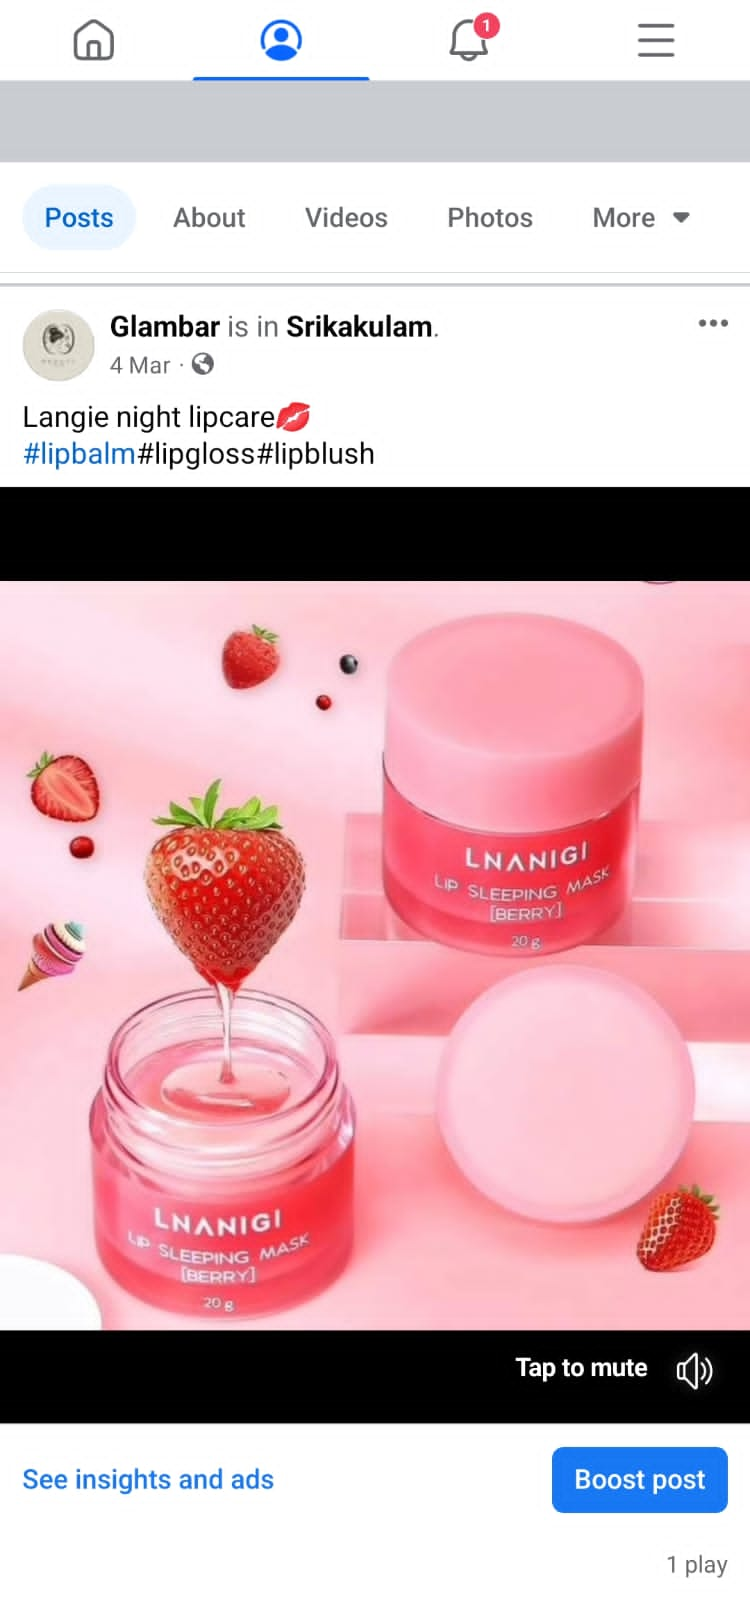 1
Posts About Videos Photos More
Glambar is in Srikakulam.
4 Mar ·
Langie night lipcare💋
#lipbalm#lipgloss#lipblush
LNANIGI
LIP SLEEPING MASK
[BERRY]
20 g
LNANIGI
LIP SLEEPING MASK
[BERRY]
20 g
Tap to mute
See insights and ads Boost post
1 play